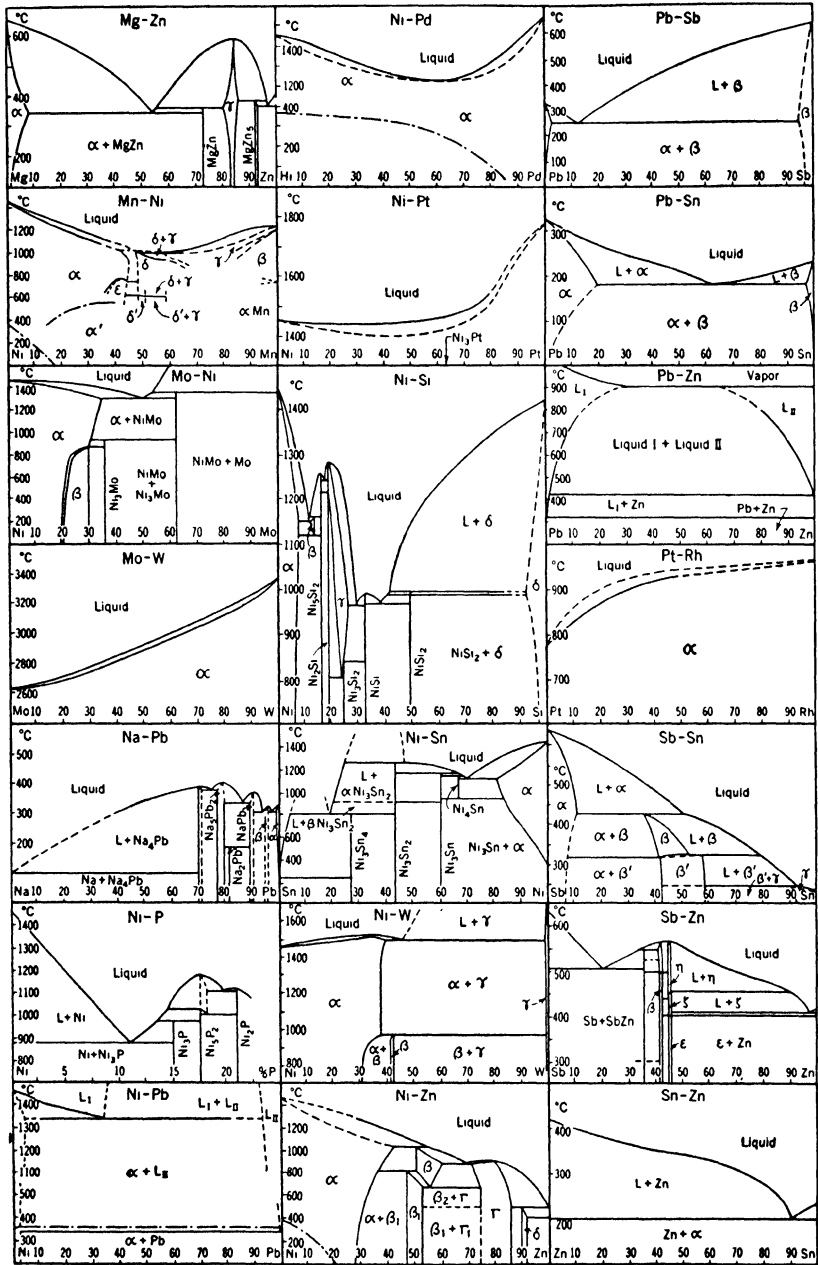 Mg-Zn
°C
600
400
200
α
α + MgZn
MgZn
γ
MgZn5
Mg 10 20 30 40 50 60 70 80 90 Zn
Ni-Pd
°C
1400
1200
400
200
Liquid
α
α
Ni 10 20 30 40 50 60 70 80 90 Pd
Pb-Sb
°C
600
500
400
300
200
100
Liquid
L + β
β
α + β
Pb 10 20 30 40 50 60 70 80 90 Sb
Mn-Ni
°C
1200
1000
800
600
400
200
Liquid
δ+γ
γ
β
δ
α
ε
δ+γ
δ'
δ'+γ
α Mn
α'
Ni 10 20 30 40 50 60 70 80 90 Mn
Ni-Pt
°C
1800
1600
1400
Liquid
Ni3Pt
Ni 10 20 30 40 50 60 70 80 90 Pt
Pb-Sn
°C
300
200
100
Liquid
L + α
L+β
α
β
α + β
Pb 10 20 30 40 50 60 70 80 90 Sn
Mo-Ni
°C
1400
1200
1000
800
600
400
200
Liquid
α
α + NiMo
β
Ni3Mo
NiMo
+
Ni3Mo
NiMo + Mo
Ni 10 20 30 40 50 60 70 80 90 Mo
Ni-Si
°C
1400
1300
1200
1100
1000
900
800
Liquid
L + δ
β
α
Ni5Si2
Ni2Si
γ
Ni3Si2
NiSi
NiSi2
NiSi2 + δ
δ
Ni 10 20 30 40 50 60 70 80 90 Si
Pb-Zn
°C
900
800
700
600
500
400
300
Vapor
LI
LII
Liquid I + Liquid II
LI + Zn
Pb+Zn
Pb 10 20 30 40 50 60 70 80 90 Zn
Mo-W
°C
3400
3200
3000
2800
2600
Liquid
α
Mo 10 20 30 40 50 60 70 80 90 W
Pt-Rh
°C
900
800
700
Liquid
α
Pt 10 20 30 40 50 60 70 80 90 Rh
Na-Pb
°C
500
400
300
200
100
Liquid
L + Na4Pb
Na5Pb2
Na2Pb
NaPb
β
α
Na + Na4Pb
Na 10 20 30 40 50 60 70 80 90 Pb
Ni-Sn
°C
1400
1200
1000
800
600
400
Liquid
L +
α Ni3Sn2
L + β Ni3Sn2
Ni4Sn
Ni3Sn4
Ni3Sn2
Ni3Sn
Ni3Sn + α
α
Sn 10 20 30 40 50 60 70 80 90 Ni
Sb-Sn
°C
600
500
400
300
Liquid
L + α
α
α + β
β
L + β
α + β'
β'
L + β'
β'+γ
γ
Sb 10 20 30 40 50 60 70 80 90 Sn
Ni-P
°C
1400
1300
1200
1100
1000
900
800
Liquid
L + Ni
Ni+Ni3P
Ni3P
Ni5P2
Ni2P
Ni 5 10 15 20 %P
Ni-W
°C
1600
1400
1200
1000
800
Liquid
L + γ
α
α + γ
γ
α+β
β
β + γ
Ni 10 20 30 40 50 60 70 80 90 W
Sb-Zn
°C
600
500
400
300
Liquid
β
η
L + η
ζ
L + ζ
Sb+SbZn
ε
ε + Zn
Sb 10 20 30 40 50 60 70 80 90 Zn
Ni-Pb
°C
1400
1300
1200
1100
400
300
LI
LI + LII
LII
α + LII
α + Pb
Ni 10 20 30 40 50 60 70 80 90 Pb
Ni-Zn
°C
1400
1200
1000
800
600
400
200
Liquid
α
β
α + β1
β1
β2 + Γ
β1 + Γ1
Γ
δ
Ni 10 20 30 40 50 60 70 80 90 Zn
Sn-Zn
°C
400
300
200
Liquid
L + Zn
Zn + α
Zn 10 20 30 40 50 60 70 80 90 Sn